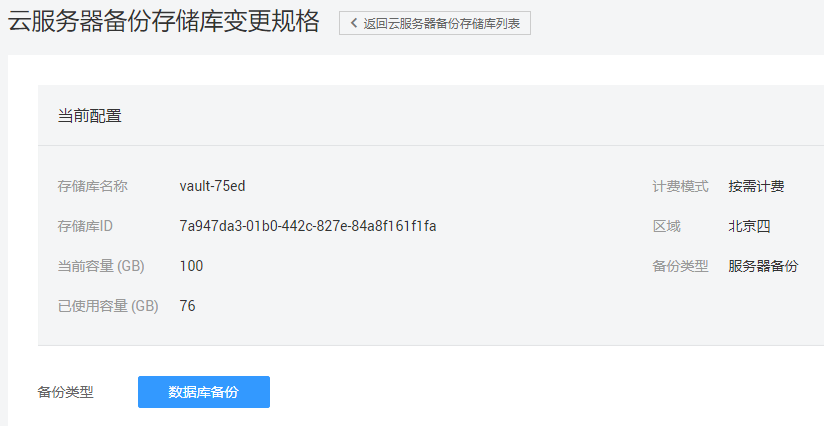 云服务器备份存储库变更规格 < 返回云服务器备份存储库列表
当前配置
存储库名称 vault-75ed 计费模式 按需计费
存储库ID 7a947da3-01b0-442c-827e-84a8f161f1fa 区域 北京四
当前容量 (GB) 100 备份类型 服务器备份
已使用容量 (GB) 76
备份类型 数据库备份